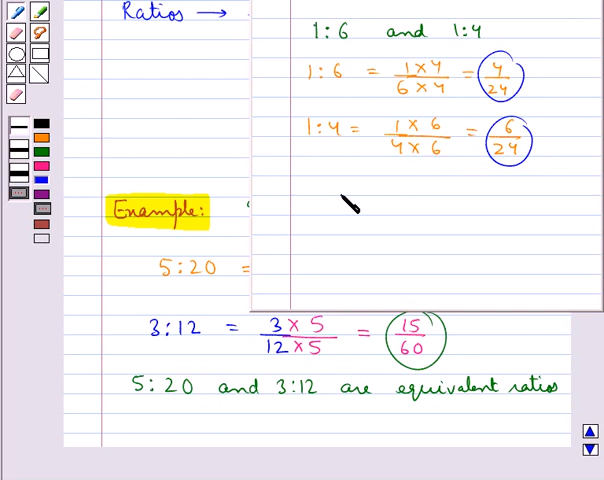 Ratios →
1:6 and 1:4
1:6 = 1×4 / 6×4 = 4/24
1:4 = 1×6 / 4×6 = 6/24
Example:
5:20 =
3:12 = 3×5 / 12×5 = 15/60
5:20 and 3:12 are equivalent ratios